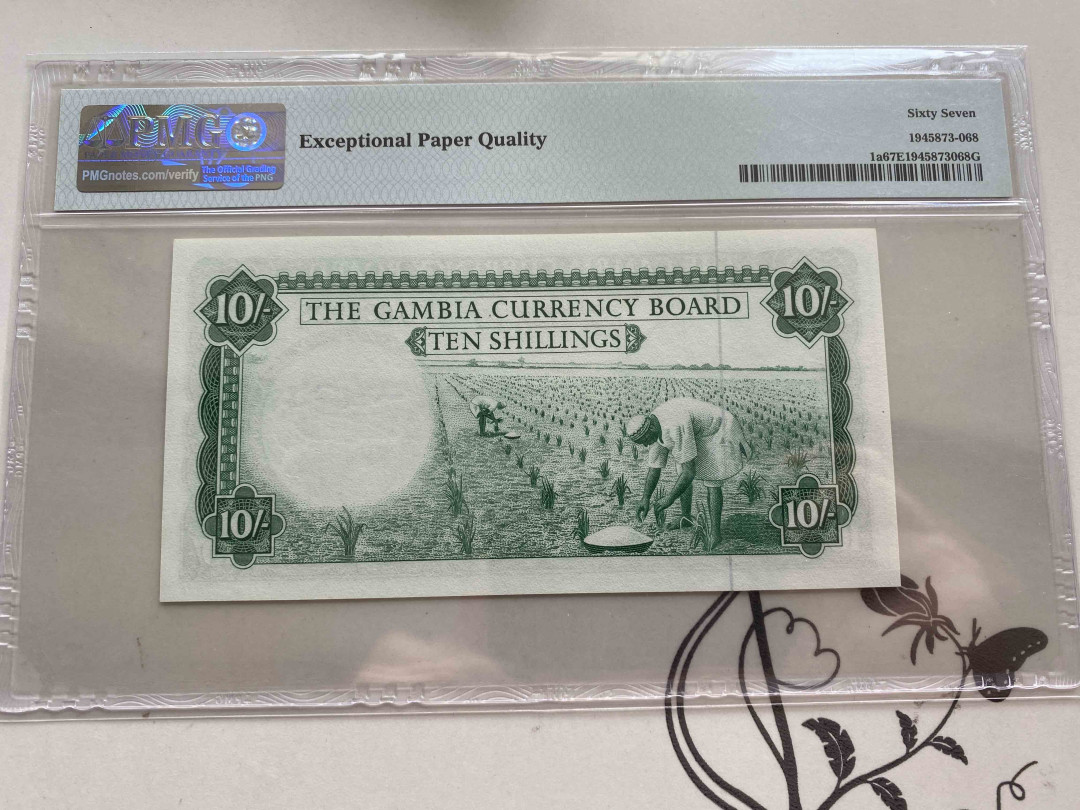 PMG
PMGnotes.com/verify
The Official Grading
Service of the PNG
Exceptional Paper Quality
Sixty Seven
1945873-068
1a67E1945873068G
10/-
10/-
THE GAMBIA CURRENCY BOARD
TEN SHILLINGS
10/-
10/-